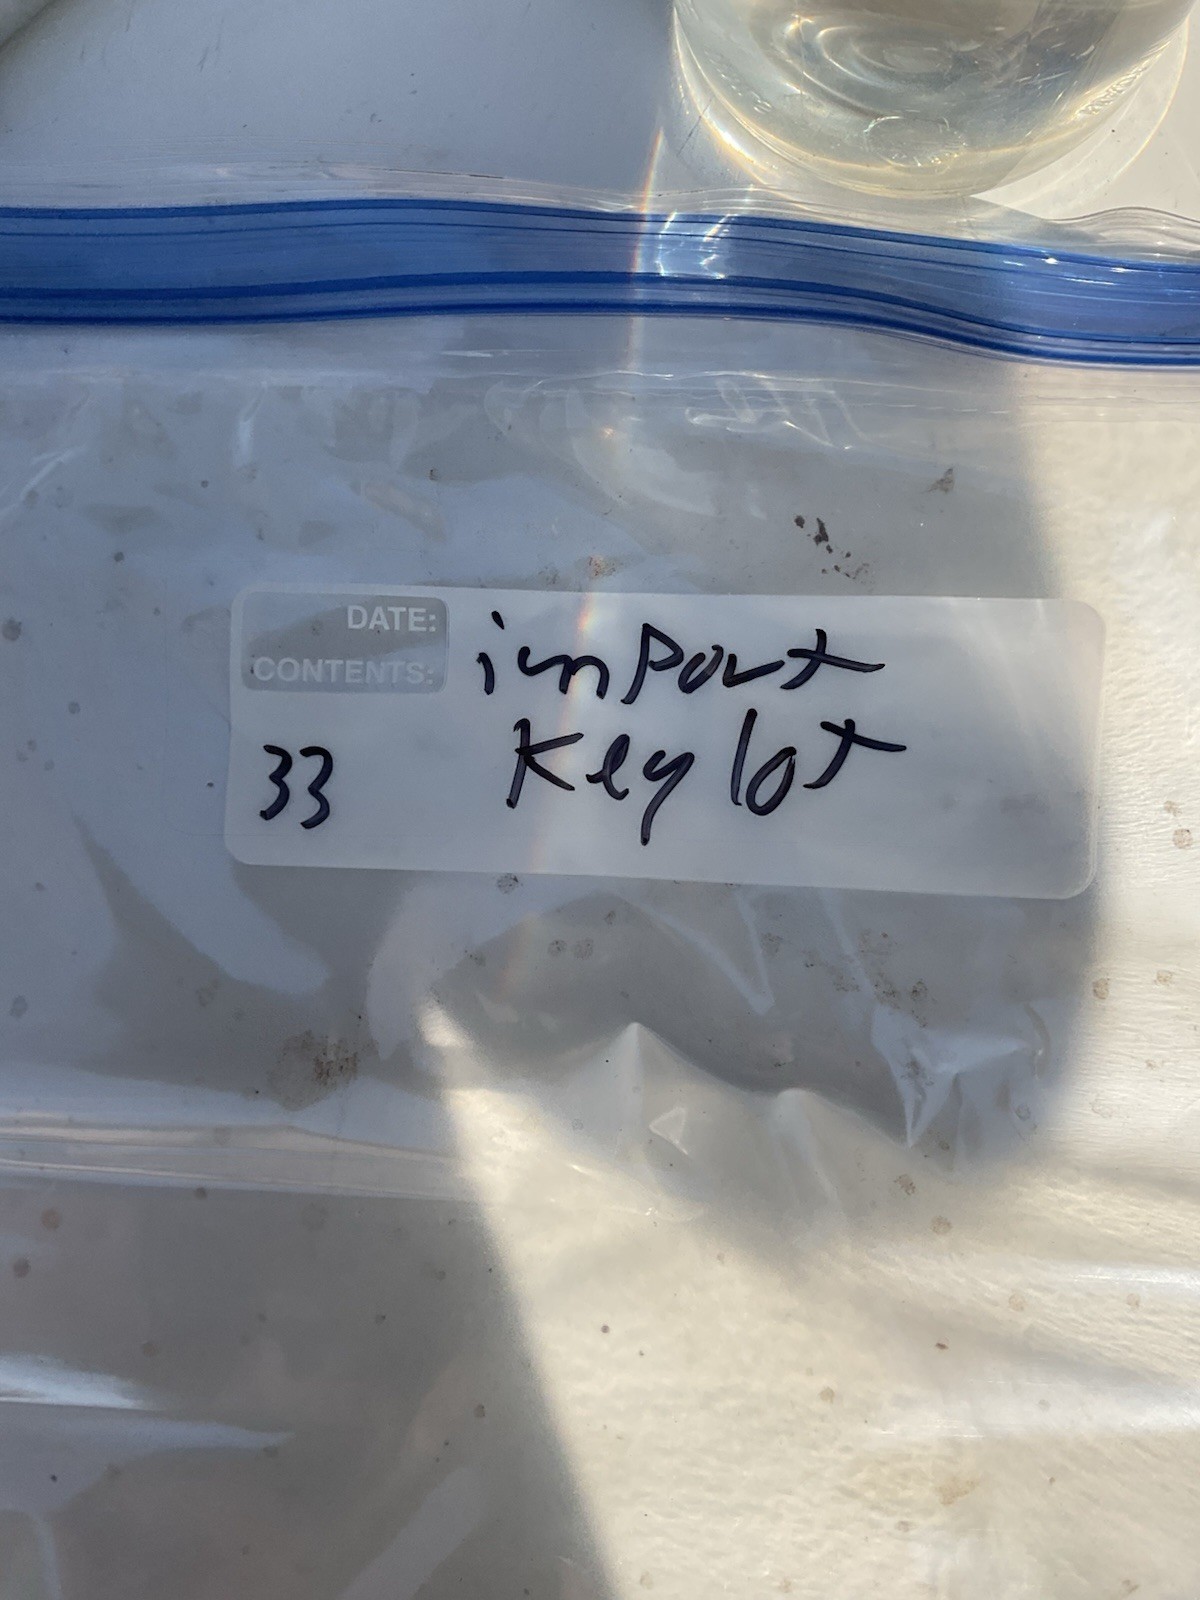 DATE:
CONTENTS:
import
Key lot
33